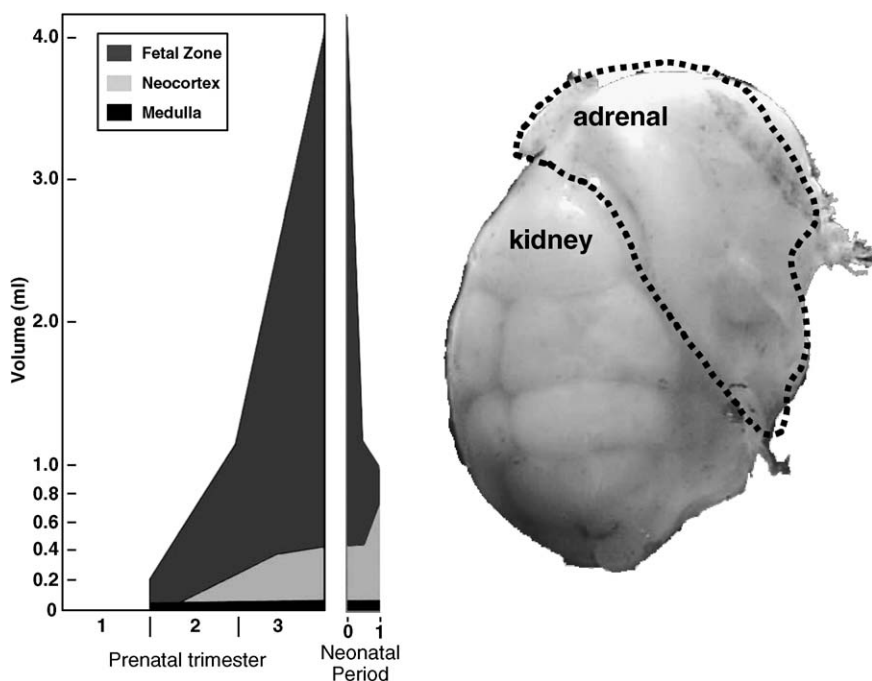 4.0
3.0
2.0
1.0
0.8
0.6
0.4
0.2
0
Volume (ml)
Fetal Zone
Neocortex
Medulla
1 | 2 | 3
Prenatal trimester
0 1
Neonatal
Period
adrenal
kidney